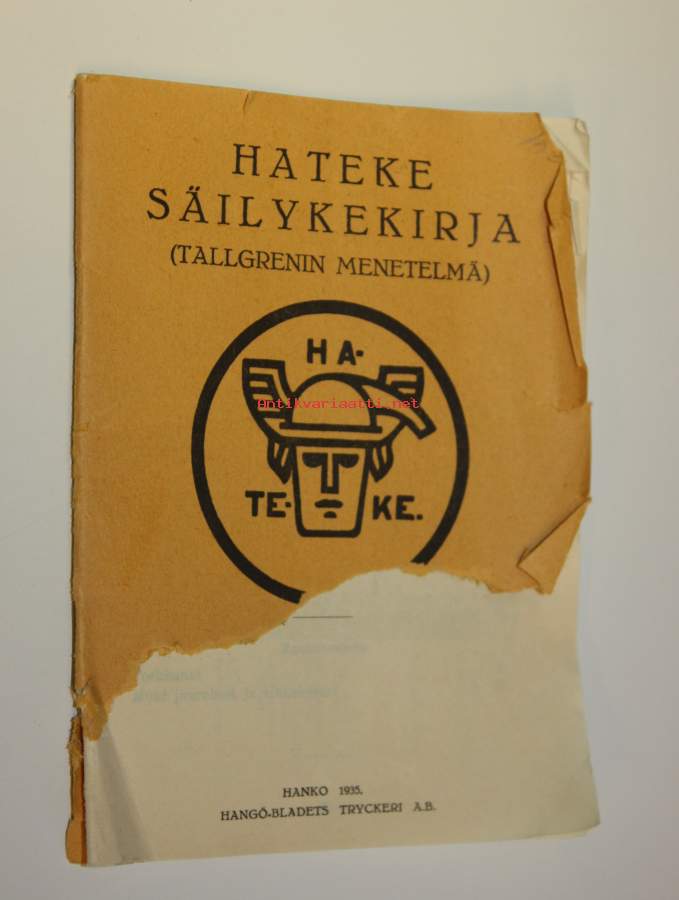 HATEKE
SÄILYKEKIRJA
(TALLGRENIN MENETELMÄ)
HA-
Antikvariaatti.net
TE- KE.
HANKO 1935.
HANGÖ-BLADETS TRYCKERI A.B.